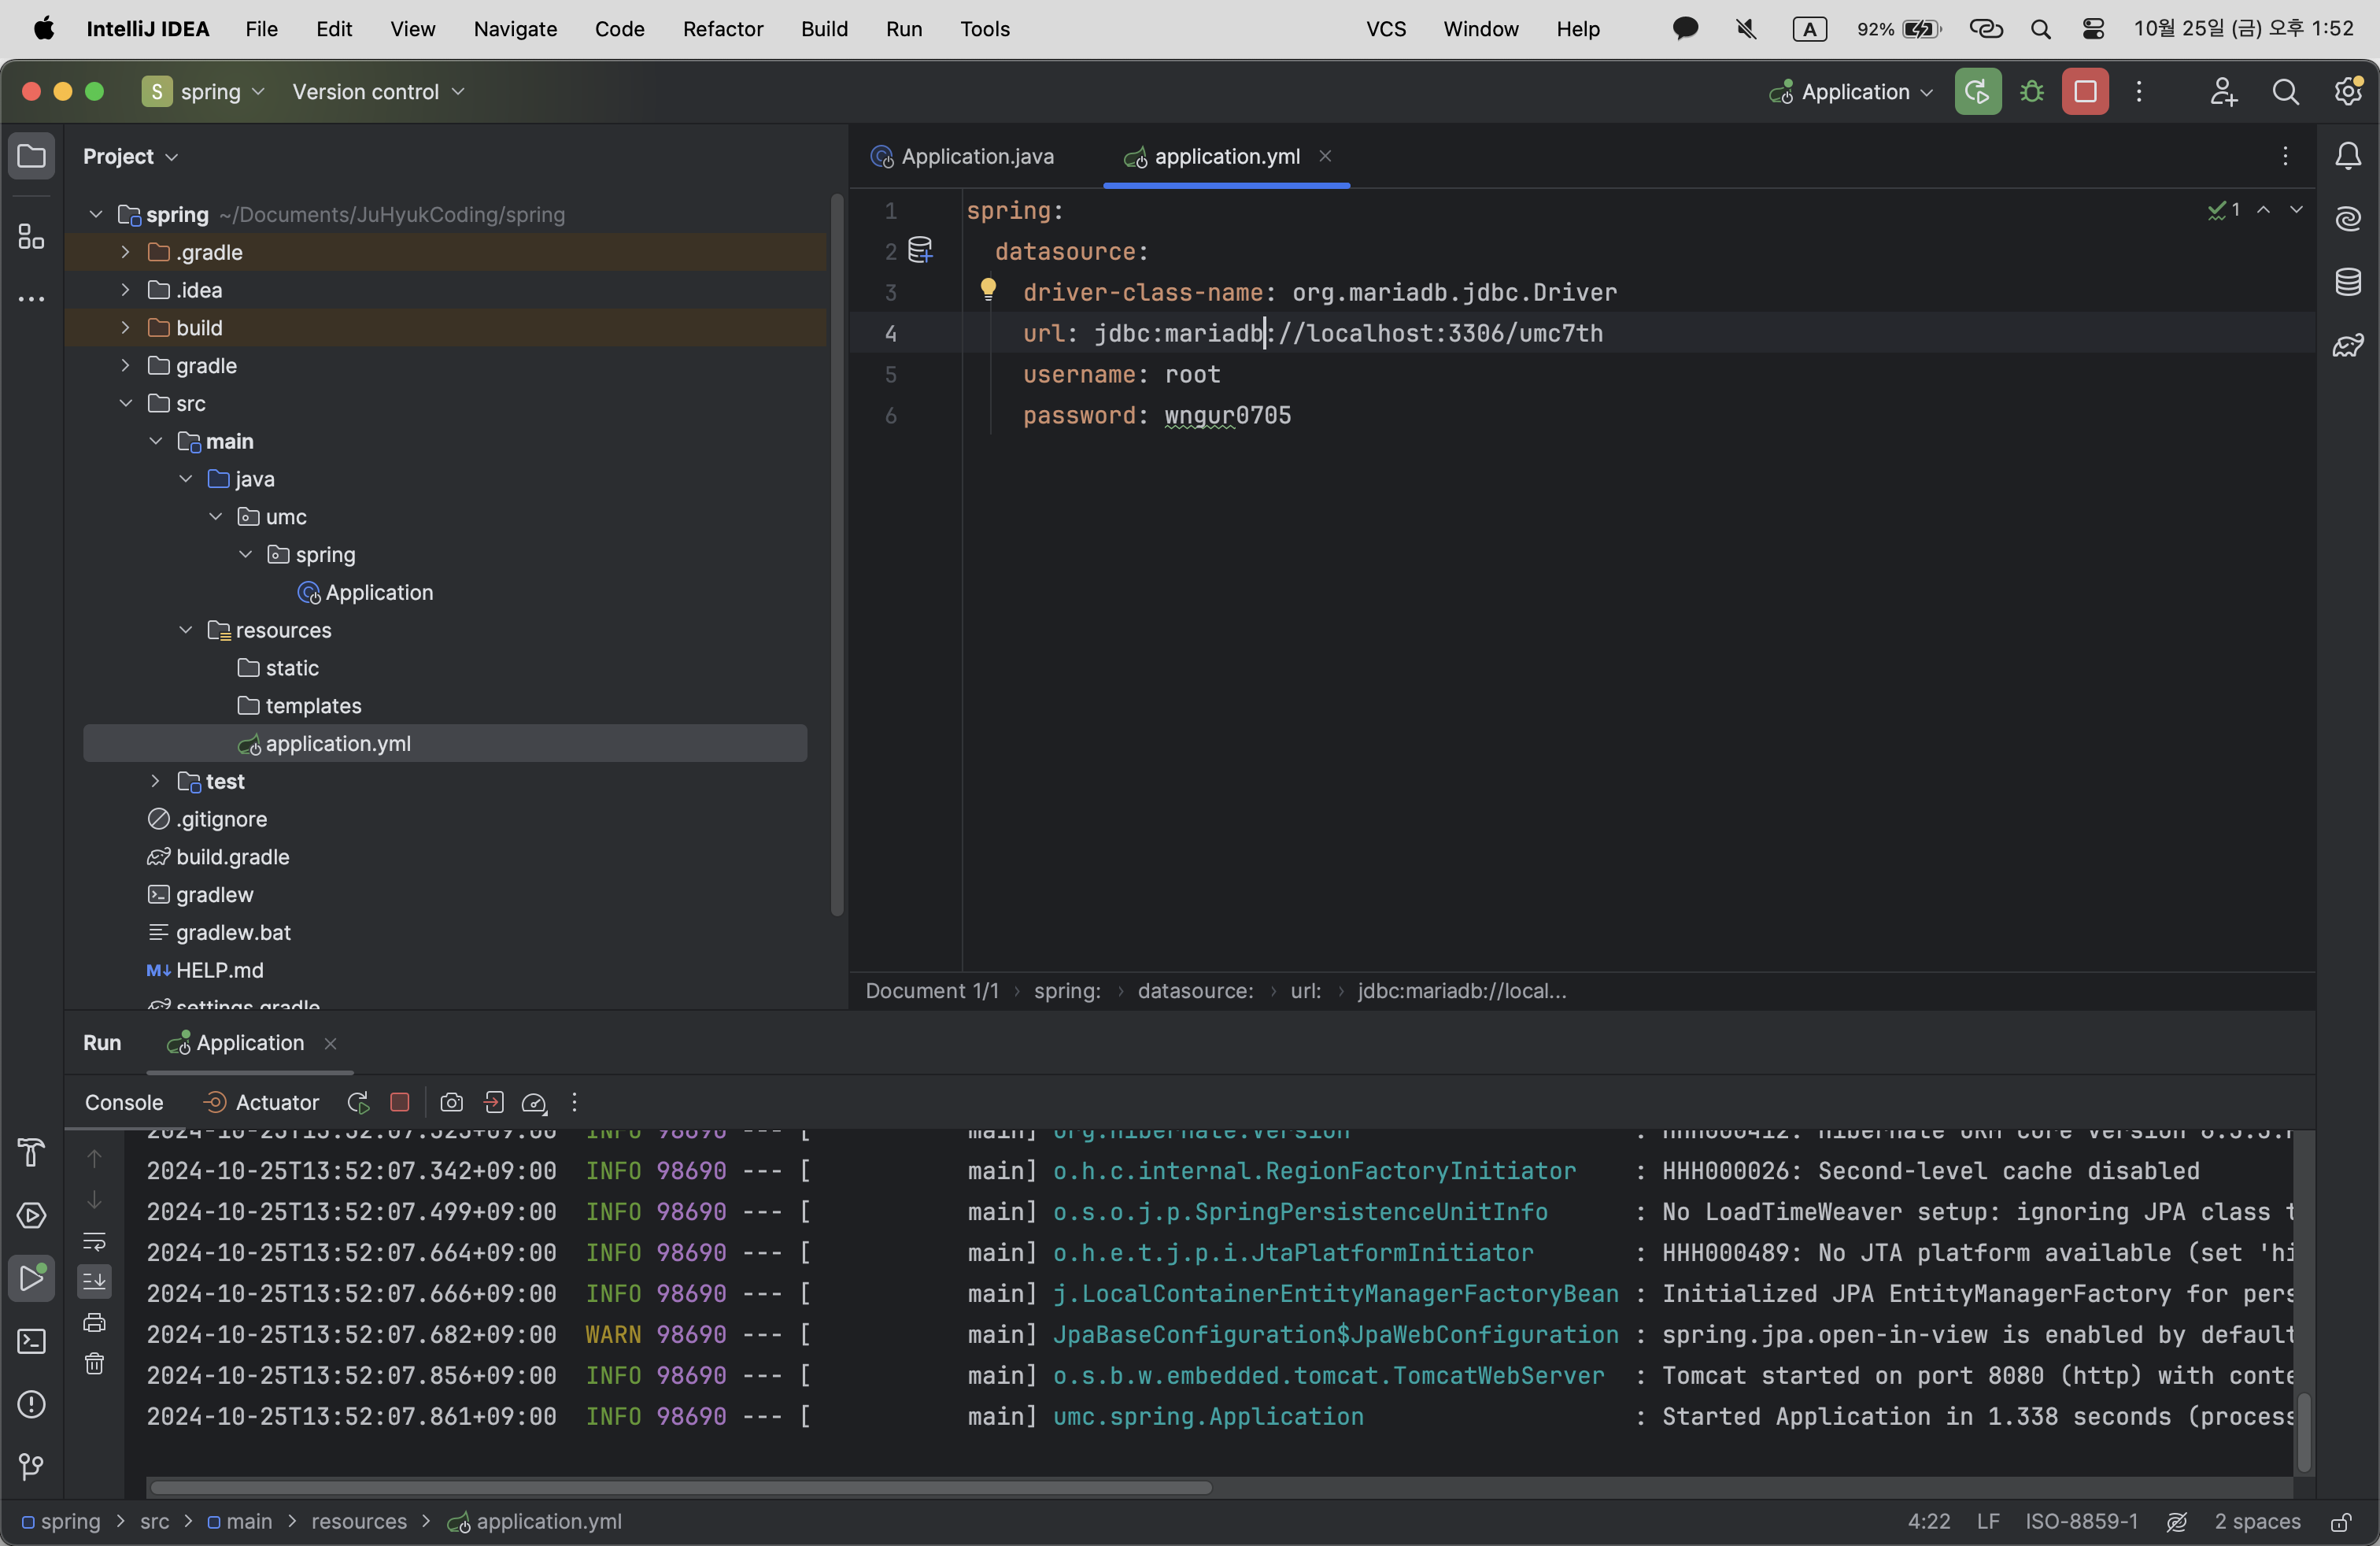 IntelliJ IDEA File Edit View Navigate Code Refactor Build Run Tools VCS Window Help A 92% 10월 25일 (금) 오후 1:52
S spring Version control Application
Project
Application.java application.yml
spring ~/Documents/JuHyukCoding/spring
.gradle
.idea
build
gradle
src
main
java
umc
spring
Application
resources
static
templates
application.yml
test
.gitignore
build.gradle
gradlew
gradlew.bat
M↓ HELP.md
settings.gradle
1 spring:
2 datasource:
3 driver-class-name: org.mariadb.jdbc.Driver
4 url: jdbc:mariadb://localhost:3306/umc7th
5 username: root
6 password: wngur0705
1
Document 1/1 › spring: › datasource: › url: › jdbc:mariadb://local...
Run Application
Console Actuator
2024-10-25T13:52:07.323+09:00 INFO 98690 --- [ main] org.hibernate.Version : HHH000412: Hibernate ORM core version 6.5.3.F
2024-10-25T13:52:07.342+09:00 INFO 98690 --- [ main] o.h.c.internal.RegionFactoryInitiator : HHH000026: Second-level cache disabled
2024-10-25T13:52:07.499+09:00 INFO 98690 --- [ main] o.s.o.j.p.SpringPersistenceUnitInfo : No LoadTimeWeaver setup: ignoring JPA class t
2024-10-25T13:52:07.664+09:00 INFO 98690 --- [ main] o.h.e.t.j.p.i.JtaPlatformInitiator : HHH000489: No JTA platform available (set 'hi
2024-10-25T13:52:07.666+09:00 INFO 98690 --- [ main] j.LocalContainerEntityManagerFactoryBean : Initialized JPA EntityManagerFactory for pers
2024-10-25T13:52:07.682+09:00 WARN 98690 --- [ main] JpaBaseConfiguration$JpaWebConfiguration : spring.jpa.open-in-view is enabled by default
2024-10-25T13:52:07.856+09:00 INFO 98690 --- [ main] o.s.b.w.embedded.tomcat.TomcatWebServer : Tomcat started on port 8080 (http) with conte
2024-10-25T13:52:07.861+09:00 INFO 98690 --- [ main] umc.spring.Application : Started Application in 1.338 seconds (process
spring > src > main > resources > application.yml 4:22 LF ISO-8859-1 2 spaces